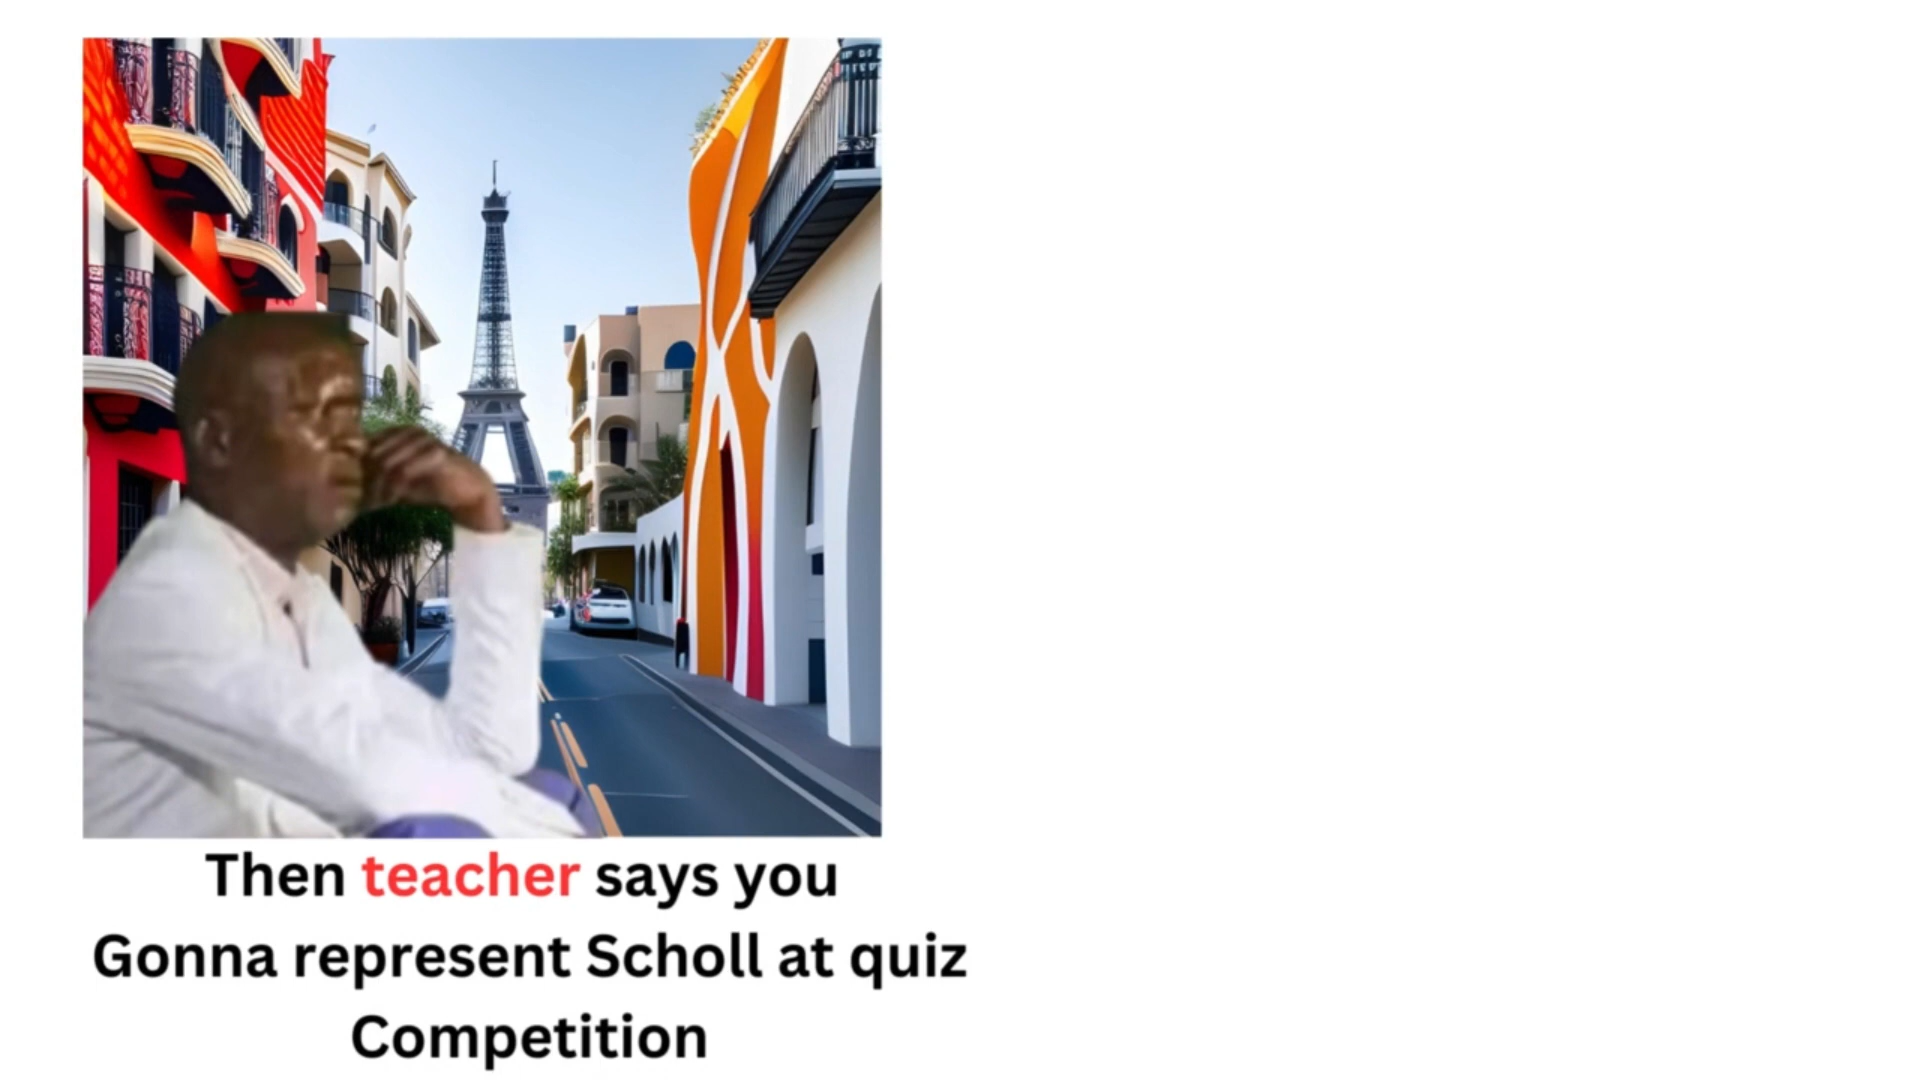 Then teacher says you
Gonna represent Scholl at quiz
Competition